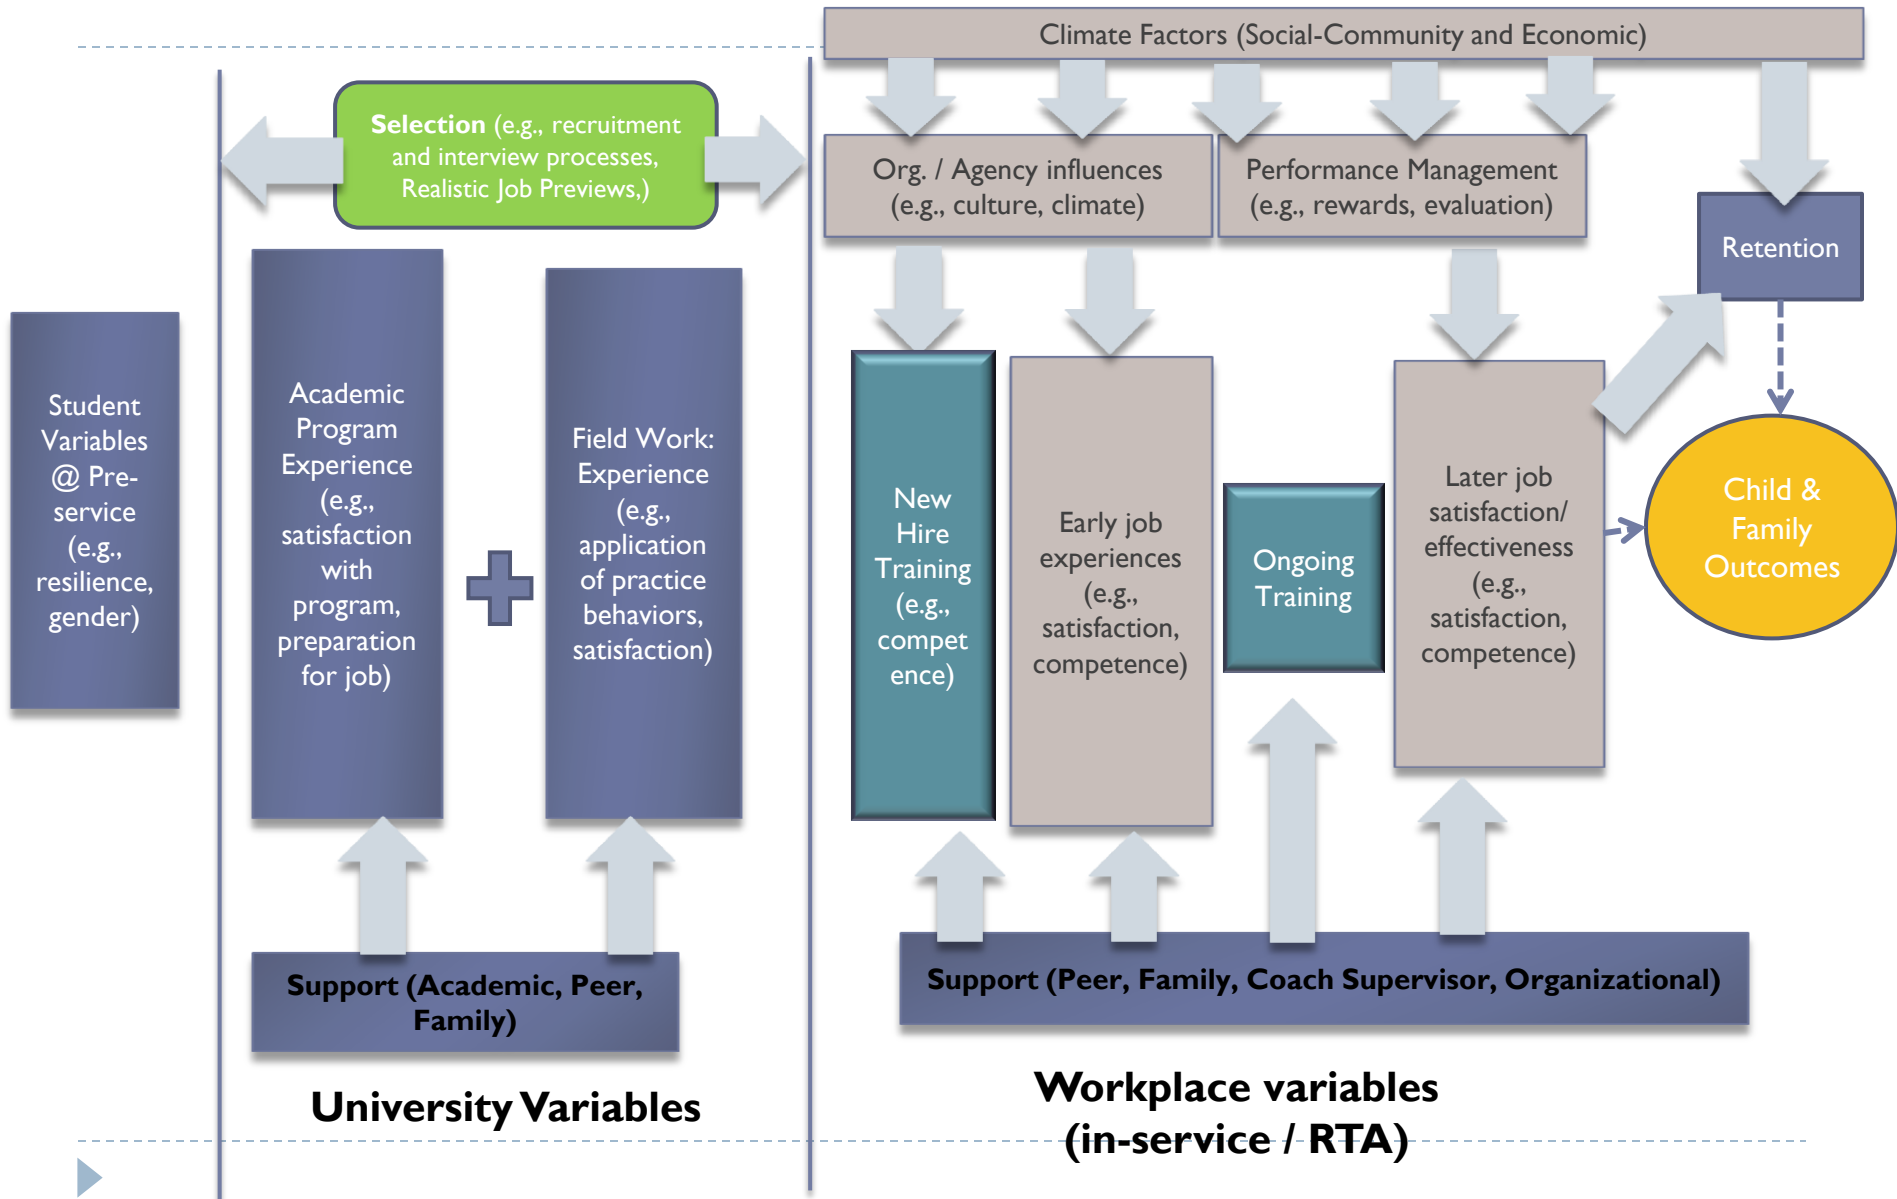 Climate Factors (Social-Community and Economic)
Selection (e.g., recruitment
and interview processes,
Realistic Job Previews,)
Org. / Agency influences
(e.g., culture, climate)
Performance Management
(e.g., rewards, evaluation)
Retention
Student
Variables
@ Pre-
service
(e.g.,
resilience,
gender)
Academic
Program
Experience
(e.g.,
satisfaction
with
program,
preparation
for job)
Field Work:
Experience
(e.g.,
application
of practice
behaviors,
satisfaction)
New
Hire
Training
(e.g.,
compet
ence)
Early job
experiences
(e.g.,
satisfaction,
competence)
Ongoing
Training
Later job
satisfaction/
effectiveness
(e.g.,
satisfaction,
competence)
Child &
Family
Outcomes
Support (Academic, Peer,
Family)
Support (Peer, Family, Coach Supervisor, Organizational)
University Variables
Workplace variables
(in-service / RTA)